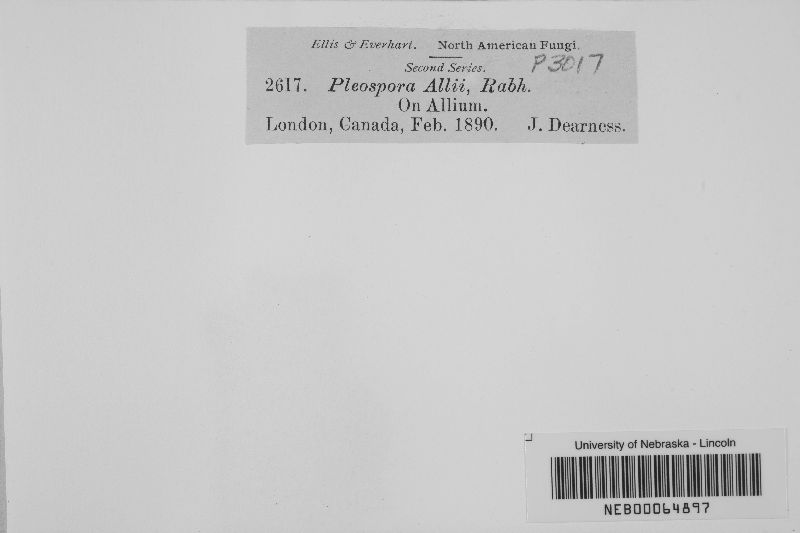 Ellis & Everhart. North American Fungi.
Second Series. P3017
2617. Pleospora Allii, Rabh.
On Allium.
London, Canada, Feb. 1890. J. Dearness.
University of Nebraska - Lincoln
NEB00064897